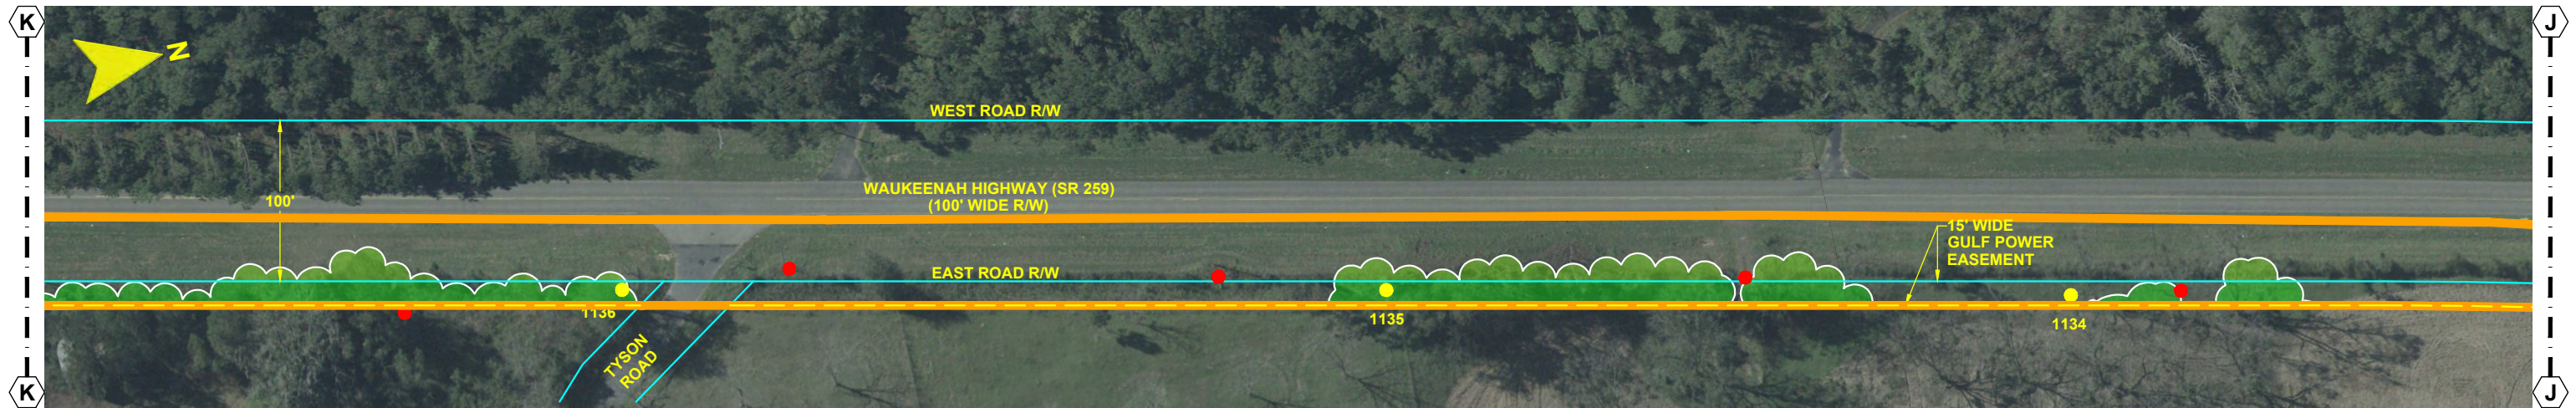 K
J
N
WEST ROAD R/W
100'
WAUKEENAH HIGHWAY (SR 259)
(100' WIDE R/W)
15' WIDE
GULF POWER
EASEMENT
EAST ROAD R/W
1136
1135
1134
TYSON
ROAD
K
J